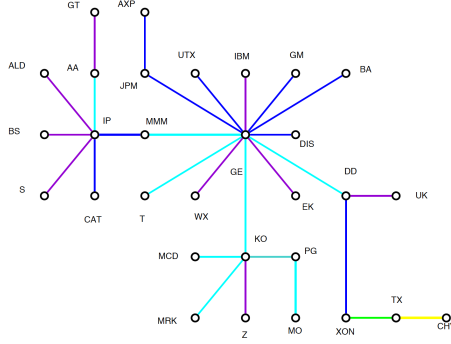 GT AXP
ALD AA UTX IBM GM BA
JPM
BS IP MMM DIS
GE DD
S CAT T WX EK UK
KO
MCD PG
TX
MRK Z MO XON